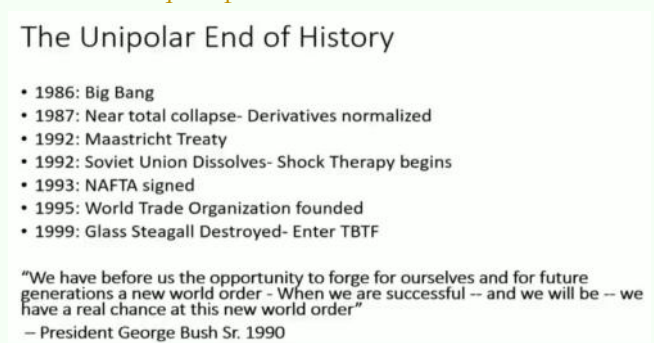 The Unipolar End of History
• 1986: Big Bang
• 1987: Near total collapse- Derivatives normalized
• 1992: Maastricht Treaty
• 1992: Soviet Union Dissolves- Shock Therapy begins
• 1993: NAFTA signed
• 1995: World Trade Organization founded
• 1999: Glass Steagall Destroyed- Enter TBTF
“We have before us the opportunity to forge for ourselves and for future
generations a new world order - When we are successful -- and we will be -- we
have a real chance at this new world order”
– President George Bush Sr. 1990